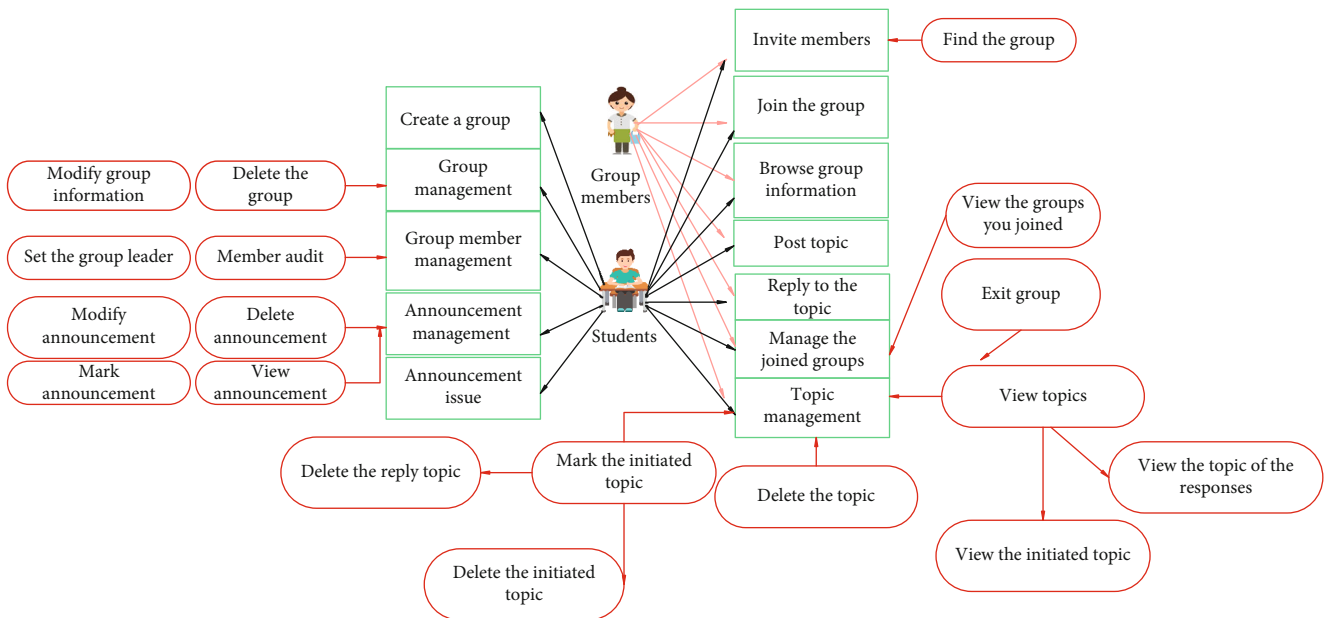 Invite members
Find the group
Create a group
Join the group
Modify group
information
Delete the
group
Group
management
Group
members
Browse group
information
View the groups
you joined
Set the group leader
Member audit
Group member
management
Post topic
Exit group
Modify
announcement
Delete
announcement
Announcement
management
Students
Reply to the
topic
Manage the
joined groups
Mark
announcement
View
announcement
Announcement
issue
Topic
management
View topics
Delete the reply topic
Mark the initiated
topic
Delete the topic
View the topic of the
responses
Delete the initiated
topic
View the initiated topic